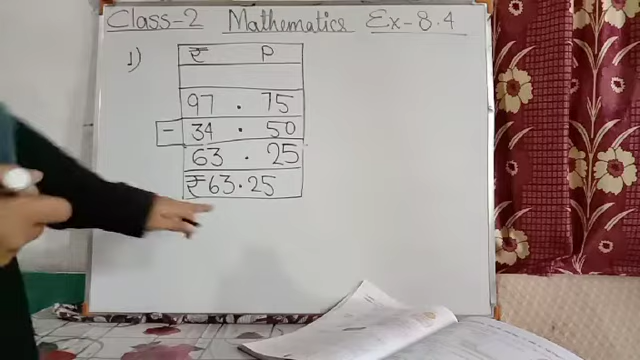 Class-2 Mathematics Ex-8.4
1)
₹ P
97 . 75
- 34 . 50
63 . 25
₹63.25